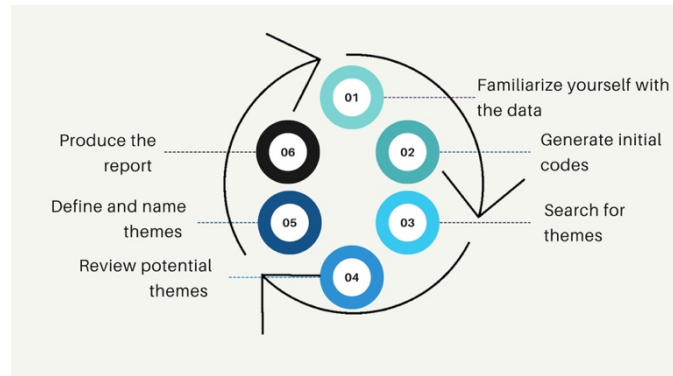 01
Familiarize yourself with
the data
02
Generate initial
codes
03
Search for
themes
04
Review potential
themes
05
Define and name
themes
06
Produce the
report